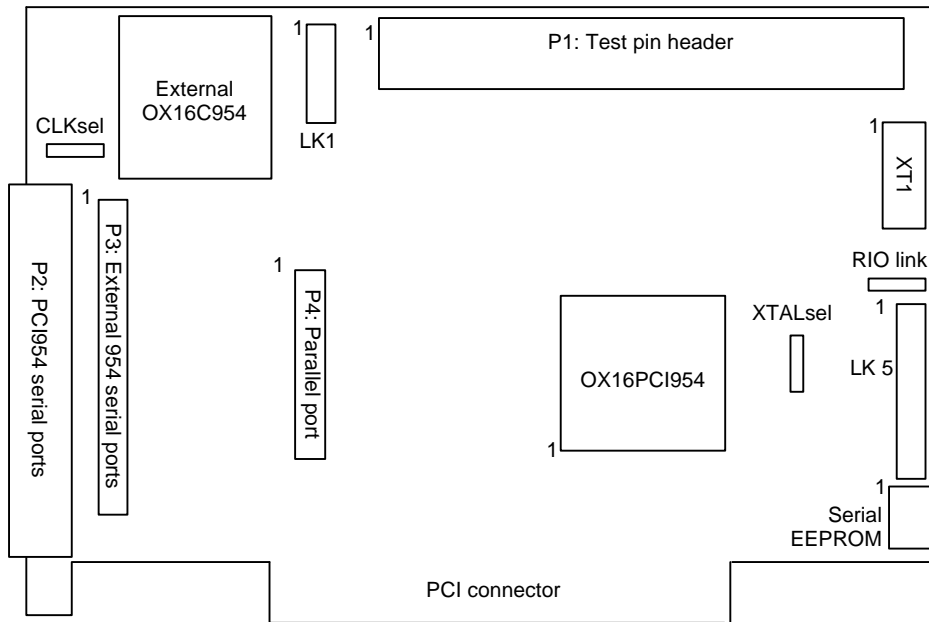 1
1
P1: Test pin header
External
OX16C954
CLKsel
LK1
1
XT1
1
P2: PCI954 serial ports
P3: External 954 serial ports
1
P4: Parallel port
RIO link
XTALsel
1
OX16PCI954
LK 5
1
1
Serial
EEPROM
PCI connector